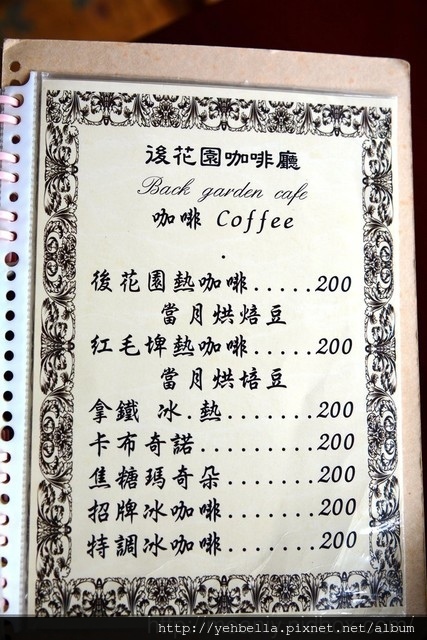 後花園咖啡廳
Back garden cafe
咖啡 Coffee
.
後花園熱咖啡.....200
當月烘焙豆
紅毛埤熱咖啡.....200
當月烘培豆
拿鐵 冰.熱........200
卡布奇諾..........200
焦糖瑪奇朵.......200
招牌冰咖啡.......200
特調冰咖啡.......200
http://yehbella.pixnet.net/album